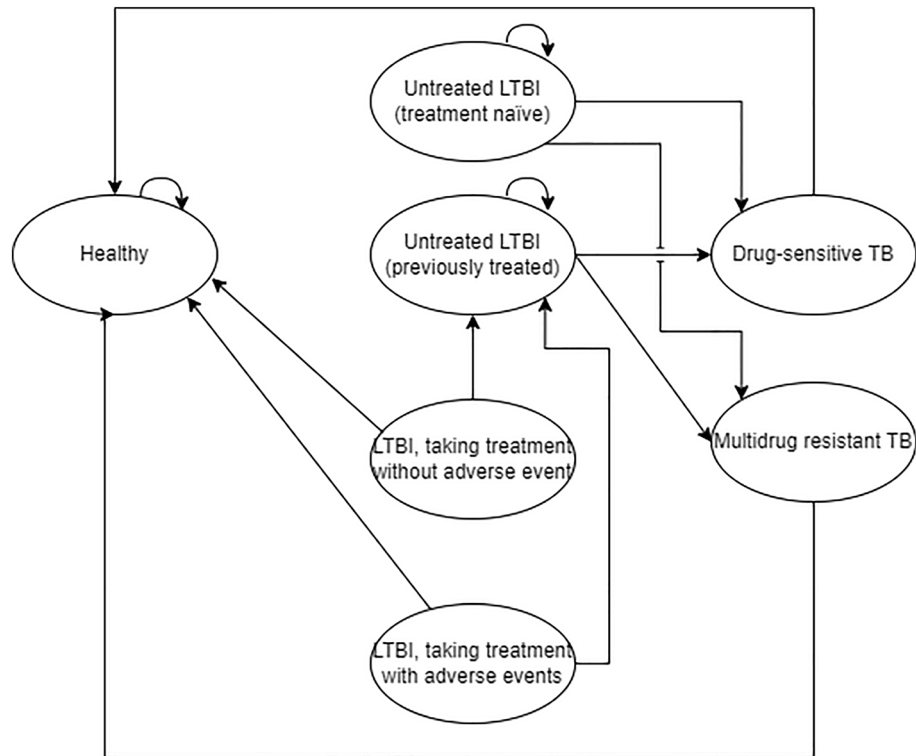 Untreated LTBI
(treatment naïve)
Healthy
Untreated LTBI
(previously treated)
Drug-sensitive TB
LTBI, taking treatment
without adverse event
Multidrug resistant TB
LTBI, taking treatment
with adverse events